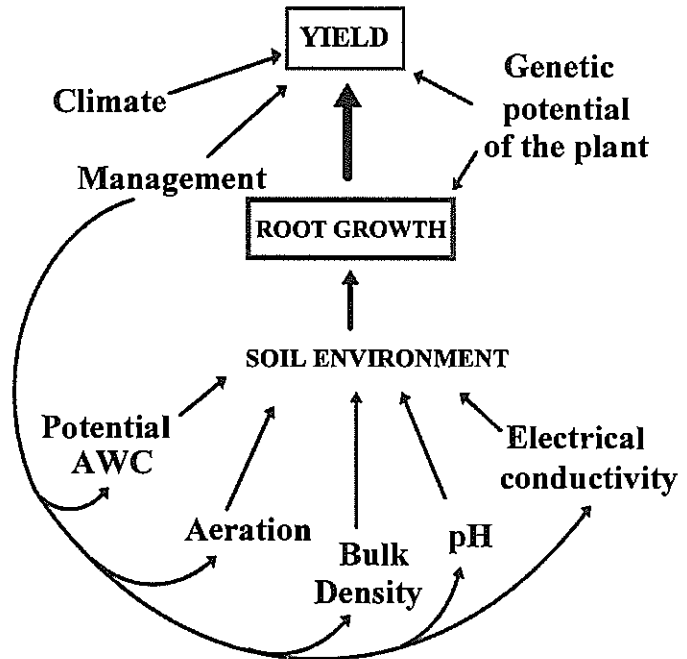 YIELD
Climate
Genetic
potential
of the plant
Management
ROOT GROWTH
SOIL ENVIRONMENT
Potential
AWC
Electrical
conductivity
Aeration
Bulk
Density
pH